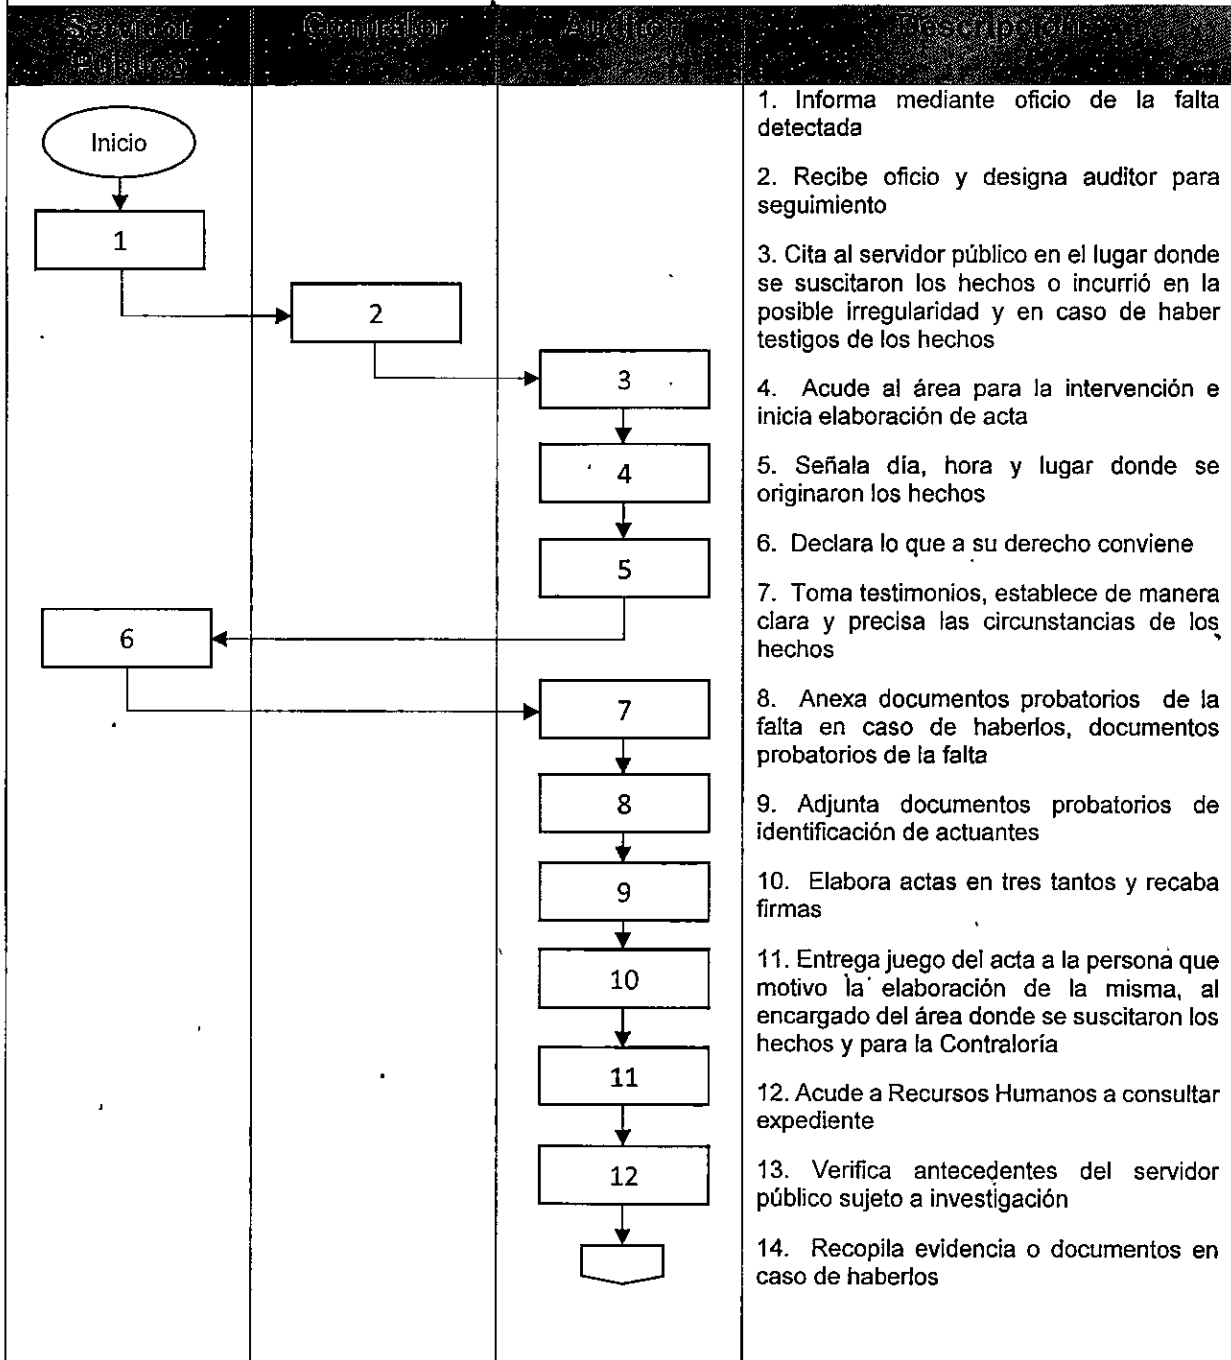 Servidor Público
Contralor
Auditor
Descripción
Inicio
1
2
3
4
5
6
7
8
9
10
11
12
1. Informa mediante oficio de la falta
detectada
2. Recibe oficio y designa auditor para
seguimiento
3. Cita al servidor público en el lugar donde
se suscitaron los hechos o incurrió en la
posible irregularidad y en caso de haber
testigos de los hechos
4. Acude al área para la intervención e
inicia elaboración de acta
5. Señala día, hora y lugar donde se
originaron los hechos
6. Declara lo que a su derecho conviene
7. Toma testimonios, establece de manera
clara y precisa las circunstancias de los
hechos
8. Anexa documentos probatorios de la
falta en caso de haberlos, documentos
probatorios de la falta
9. Adjunta documentos probatorios de
identificación de actuantes
10. Elabora actas en tres tantos y recaba
firmas
11. Entrega juego del acta a la persona que
motivo la elaboración de la misma, al
encargado del área donde se suscitaron los
hechos y para la Contraloría
12. Acude a Recursos Humanos a consultar
expediente
13. Verifica antecedentes del servidor
público sujeto a investigación
14. Recopila evidencia o documentos en
caso de haberlos